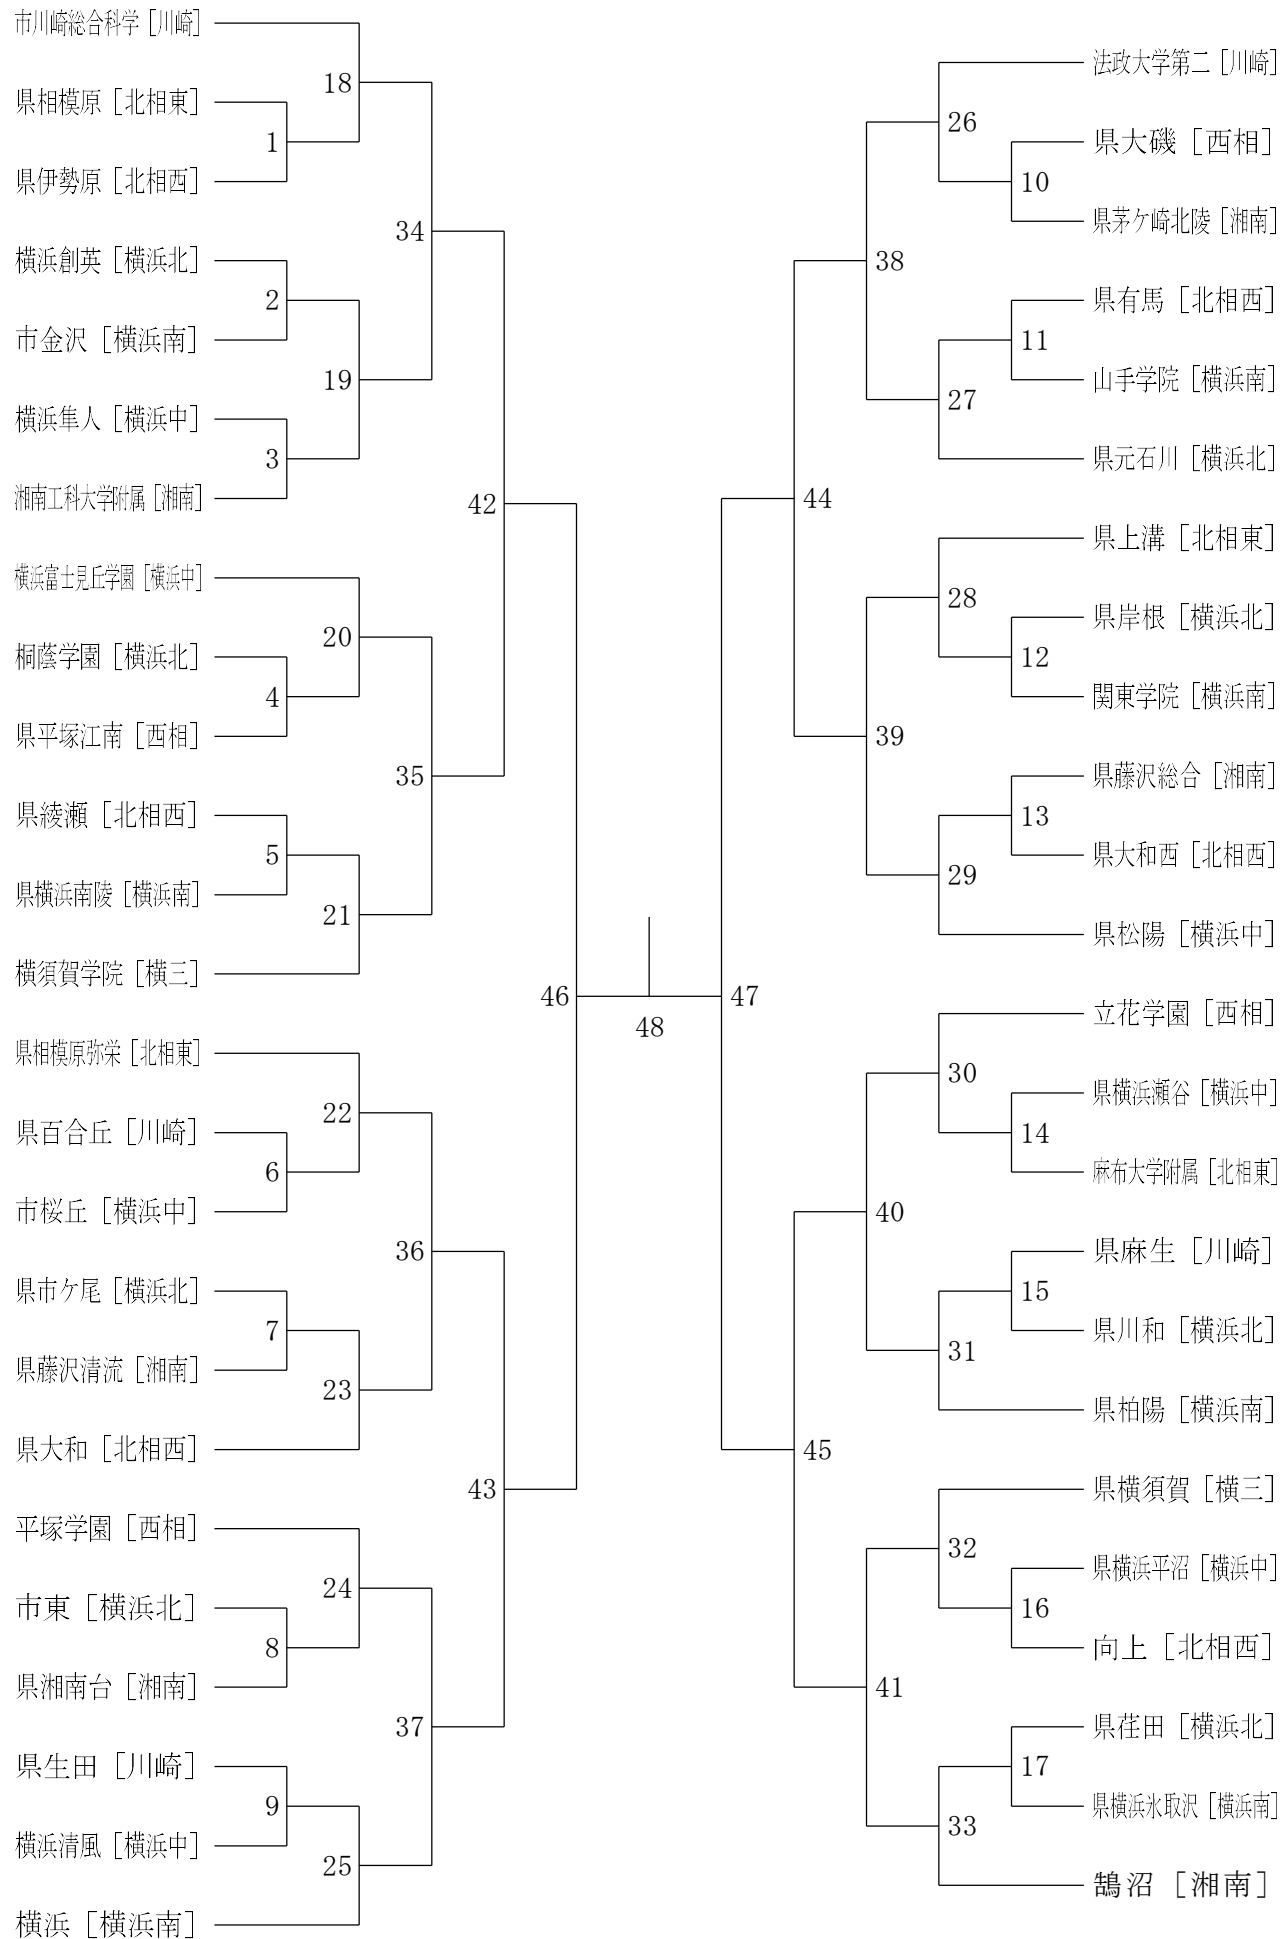 市川崎総合科学［川崎］
県相模原［北相東］
県伊勢原［北相西］
横浜創英［横浜北］
市金沢［横浜南］
横浜隼人［横浜中］
湘南工科大学附属［湘南］
横浜富士見丘学園［横浜中］
桐蔭学園［横浜北］
県平塚江南［西相］
県綾瀬［北相西］
県横浜南陵［横浜南］
横須賀学院［横三］
県相模原弥栄［北相東］
県百合丘［川崎］
市桜丘［横浜中］
県市ケ尾［横浜北］
県藤沢清流［湘南］
県大和［北相西］
平塚学園［西相］
市東［横浜北］
県湘南台［湘南］
県生田［川崎］
横浜清風［横浜中］
横浜［横浜南］
1
2
3
4
5
6
7
8
9
18
19
20
21
22
23
24
25
34
35
36
37
42
43
46
48
47
44
45
38
39
40
41
26
27
28
29
30
31
32
33
10
11
12
13
14
15
16
17
法政大学第二［川崎］
県大磯［西相］
県茅ケ崎北陵［湘南］
県有馬［北相西］
山手学院［横浜南］
県元石川［横浜北］
県上溝［北相東］
県岸根［横浜北］
関東学院［横浜南］
県藤沢総合［湘南］
県大和西［北相西］
県松陽［横浜中］
立花学園［西相］
県横浜瀬谷［横浜中］
麻布大学附属［北相東］
県麻生［川崎］
県川和［横浜北］
県柏陽［横浜南］
県横須賀［横三］
県横浜平沼［横浜中］
向上［北相西］
県荏田［横浜北］
県横浜氷取沢［横浜南］
鵠沼［湘南］